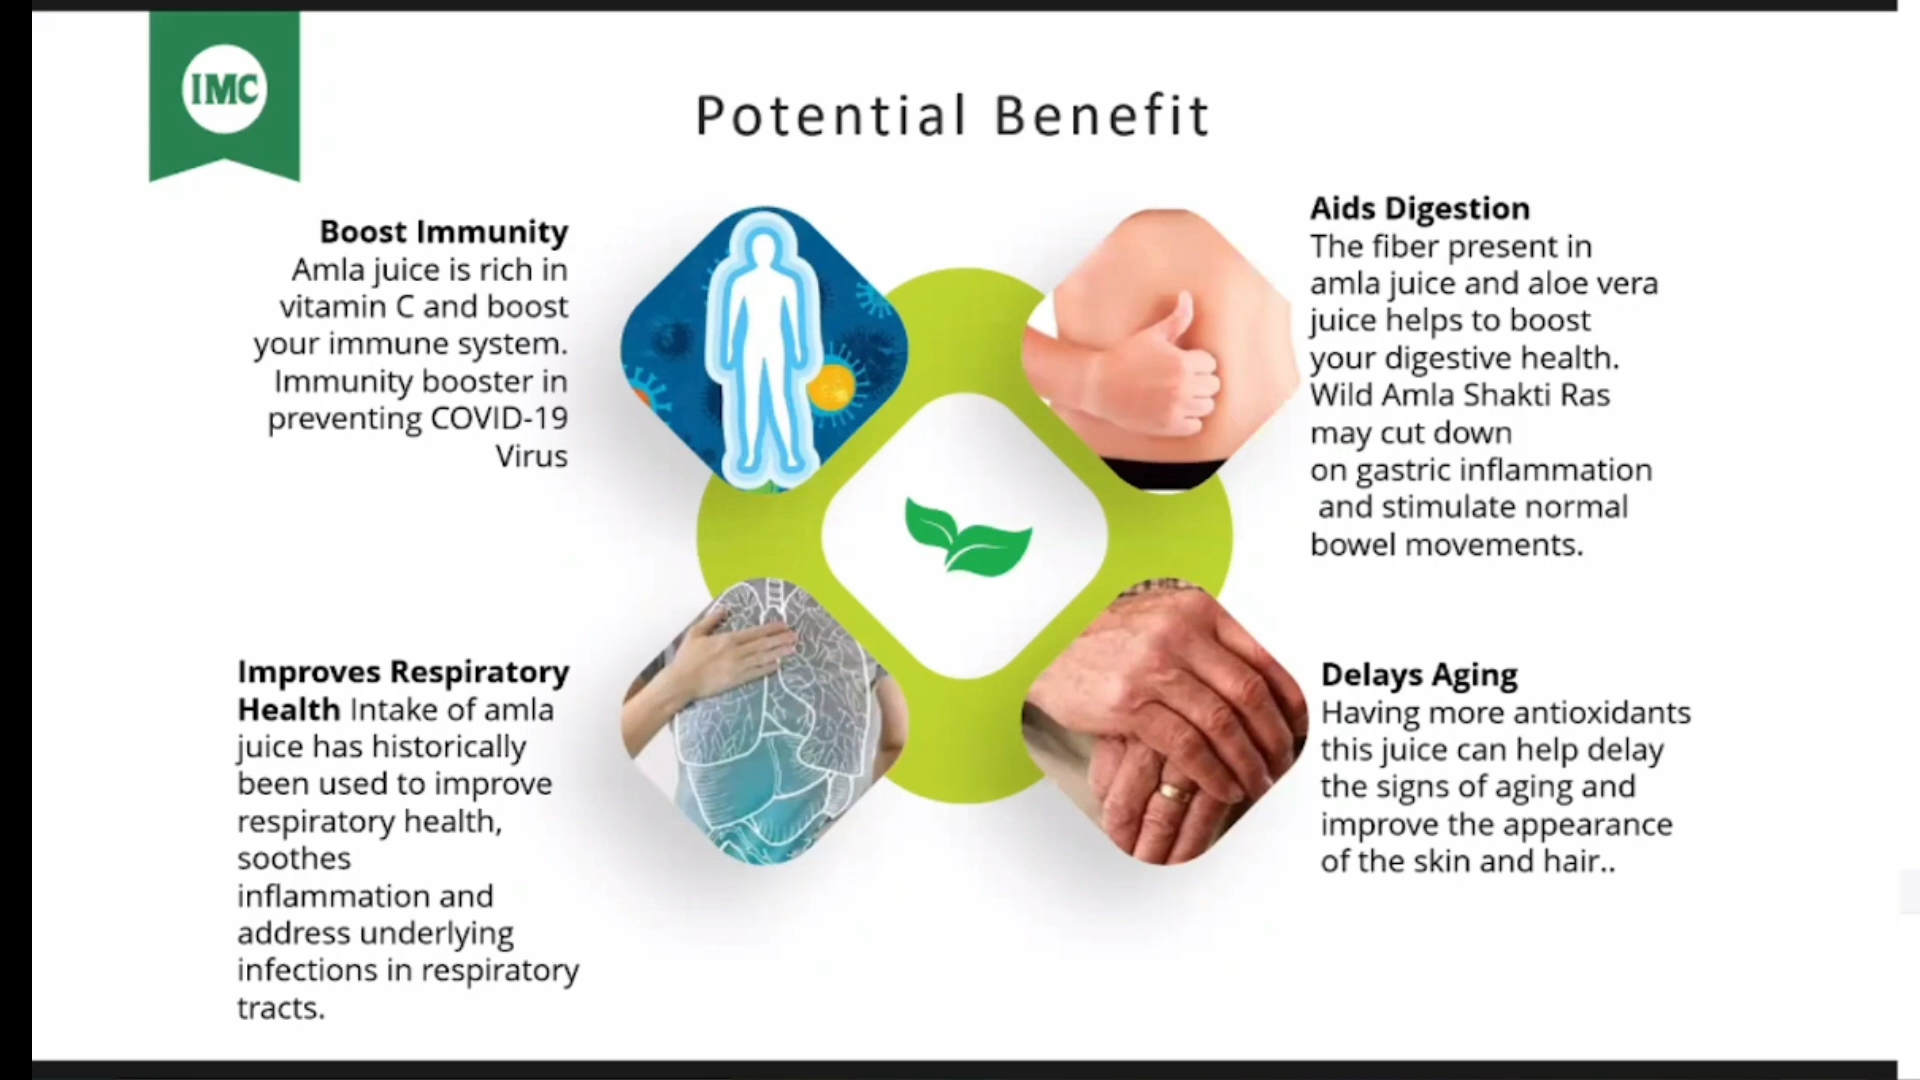 IMC
Potential Benefit
Boost Immunity
Amla juice is rich in
vitamin C and boost
your immune system.
Immunity booster in
preventing COVID-19
Virus
Aids Digestion
The fiber present in
amla juice and aloe vera
juice helps to boost
your digestive health.
Wild Amla Shakti Ras
may cut down
on gastric inflammation
and stimulate normal
bowel movements.
Improves Respiratory
Health Intake of amla
juice has historically
been used to improve
respiratory health,
soothes
inflammation and
address underlying
infections in respiratory
tracts.
Delays Aging
Having more antioxidants
this juice can help delay
the signs of aging and
improve the appearance
of the skin and hair..